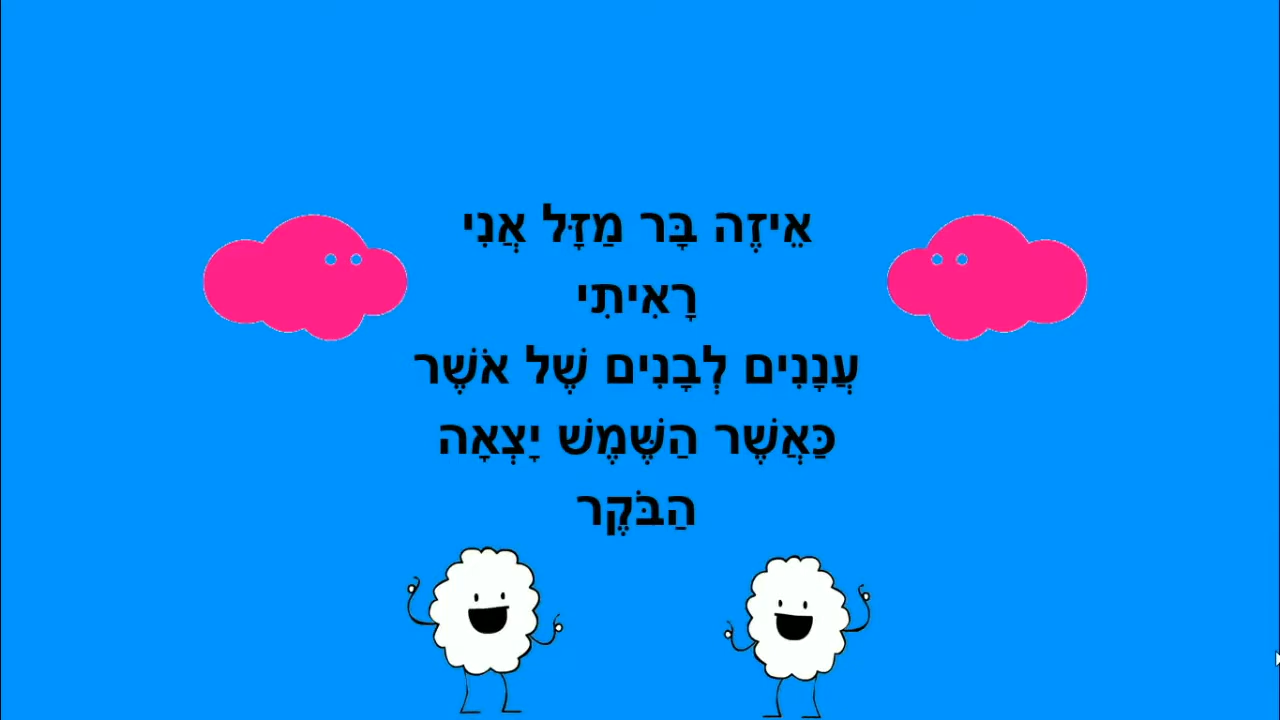 אֵיזֶה בָּר מַזָּל אֲנִי
רָאִיתִי
עֲנָנִים לְבָנִים שֶׁל אֹשֶׁר
כַּאֲשֶׁר הַשֶּׁמֶשׁ יָצְאָה
הַבֹּקֶר